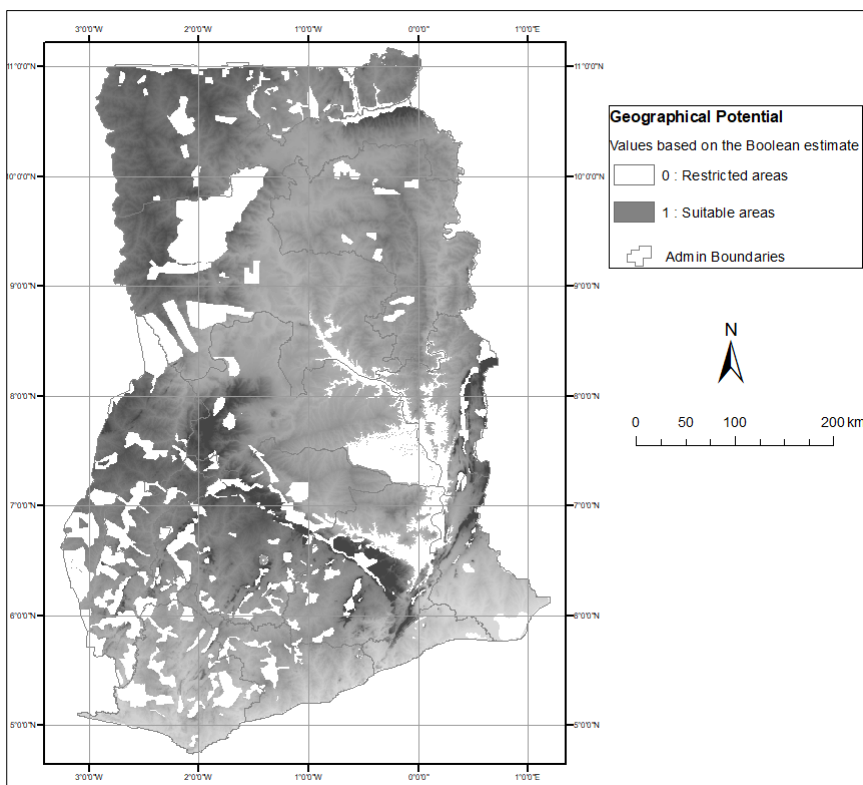 3°0'0"W 2°0'0"W 1°0'0"W 0°0'0" 1°0'0"E
11°0'0"N 11°0'0"N
10°0'0"N 10°0'0"N
9°0'0"N 9°0'0"N
8°0'0"N 8°0'0"N
7°0'0"N 7°0'0"N
6°0'0"N 6°0'0"N
5°0'0"N 5°0'0"N
3°0'0"W 2°0'0"W 1°0'0"W 0°0'0" 1°0'0"E
Geographical Potential
Values based on the Boolean estimate
0 : Restricted areas
1 : Suitable areas
Admin Boundaries
N
0 50 100 200 km